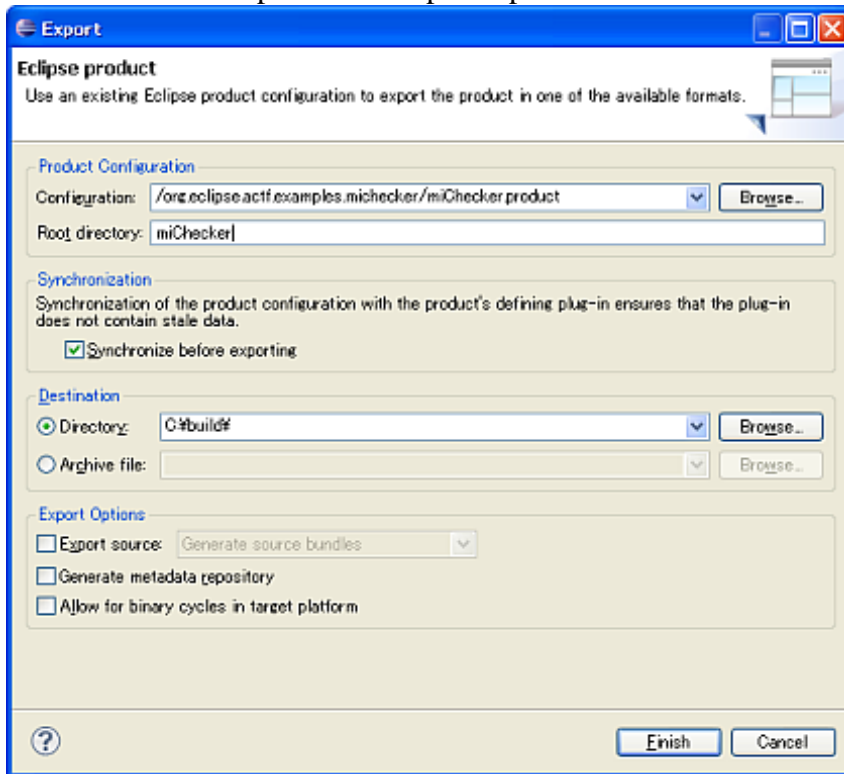 Export
Eclipse product
Use an existing Eclipse product configuration to export the product in one of the available formats.
Product Configuration
Configuration: /org.eclipse.actf.examples.michecker/miChecker.product Browse...
Root directory: miChecker
Synchronization
Synchronization of the product configuration with the product's defining plug-in ensures that the plug-in
does not contain stale data.
Synchronize before exporting
Destination
Directory: C:¥build¥ Browse...
Archive file: Browse...
Export Options
Export source: Generate source bundles
Generate metadata repository
Allow for binary cycles in target platform
? Finish Cancel